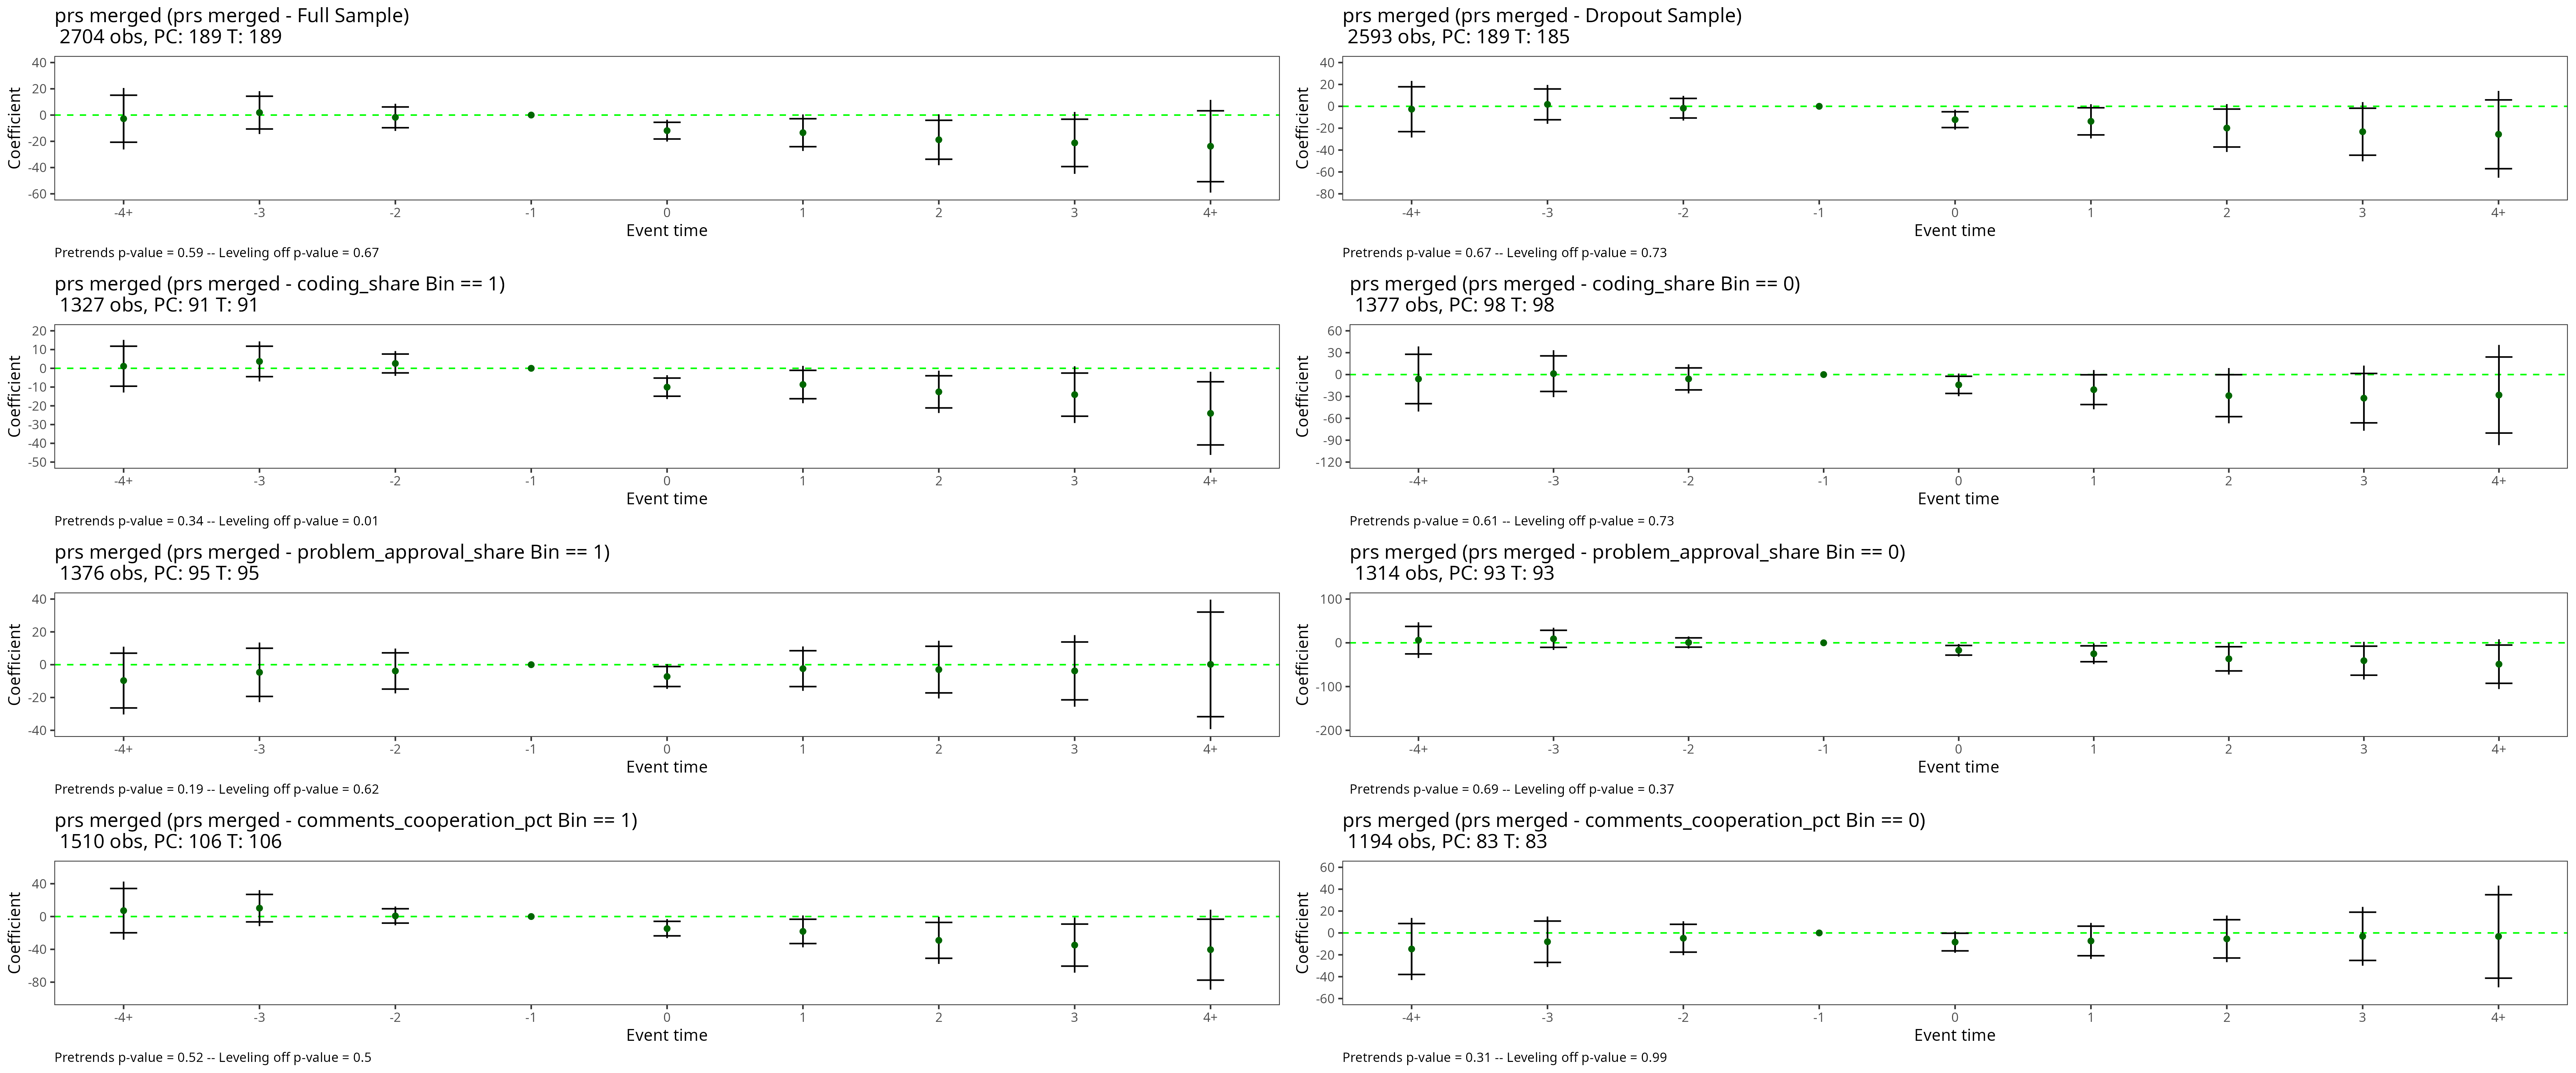 prs merged (prs merged - Full Sample)
2704 obs, PC: 189 T: 189
40
20
0
-20
-40
-60
Coefficient
-4+ -3 -2 -1 0 1 2 3 4+
Event time
Pretrends p-value = 0.59 -- Leveling off p-value = 0.67
prs merged (prs merged - Dropout Sample)
2593 obs, PC: 189 T: 185
40
20
0
-20
-40
-60
-80
Coefficient
-4+ -3 -2 -1 0 1 2 3 4+
Event time
Pretrends p-value = 0.67 -- Leveling off p-value = 0.73
prs merged (prs merged - coding_share Bin == 1)
1327 obs, PC: 91 T: 91
20
10
0
-10
-20
-30
-40
-50
Coefficient
-4+ -3 -2 -1 0 1 2 3 4+
Event time
Pretrends p-value = 0.34 -- Leveling off p-value = 0.01
prs merged (prs merged - coding_share Bin == 0)
1377 obs, PC: 98 T: 98
60
30
0
-30
-60
-90
-120
Coefficient
-4+ -3 -2 -1 0 1 2 3 4+
Event time
Pretrends p-value = 0.61 -- Leveling off p-value = 0.73
prs merged (prs merged - problem_approval_share Bin == 1)
1376 obs, PC: 95 T: 95
40
20
0
-20
-40
Coefficient
-4+ -3 -2 -1 0 1 2 3 4+
Event time
Pretrends p-value = 0.19 -- Leveling off p-value = 0.62
prs merged (prs merged - problem_approval_share Bin == 0)
1314 obs, PC: 93 T: 93
100
0
-100
-200
Coefficient
-4+ -3 -2 -1 0 1 2 3 4+
Event time
Pretrends p-value = 0.69 -- Leveling off p-value = 0.37
prs merged (prs merged - comments_cooperation_pct Bin == 1)
1510 obs, PC: 106 T: 106
40
0
-40
-80
Coefficient
-4+ -3 -2 -1 0 1 2 3 4+
Event time
Pretrends p-value = 0.52 -- Leveling off p-value = 0.5
prs merged (prs merged - comments_cooperation_pct Bin == 0)
1194 obs, PC: 83 T: 83
60
40
20
0
-20
-40
-60
Coefficient
-4+ -3 -2 -1 0 1 2 3 4+
Event time
Pretrends p-value = 0.31 -- Leveling off p-value = 0.99